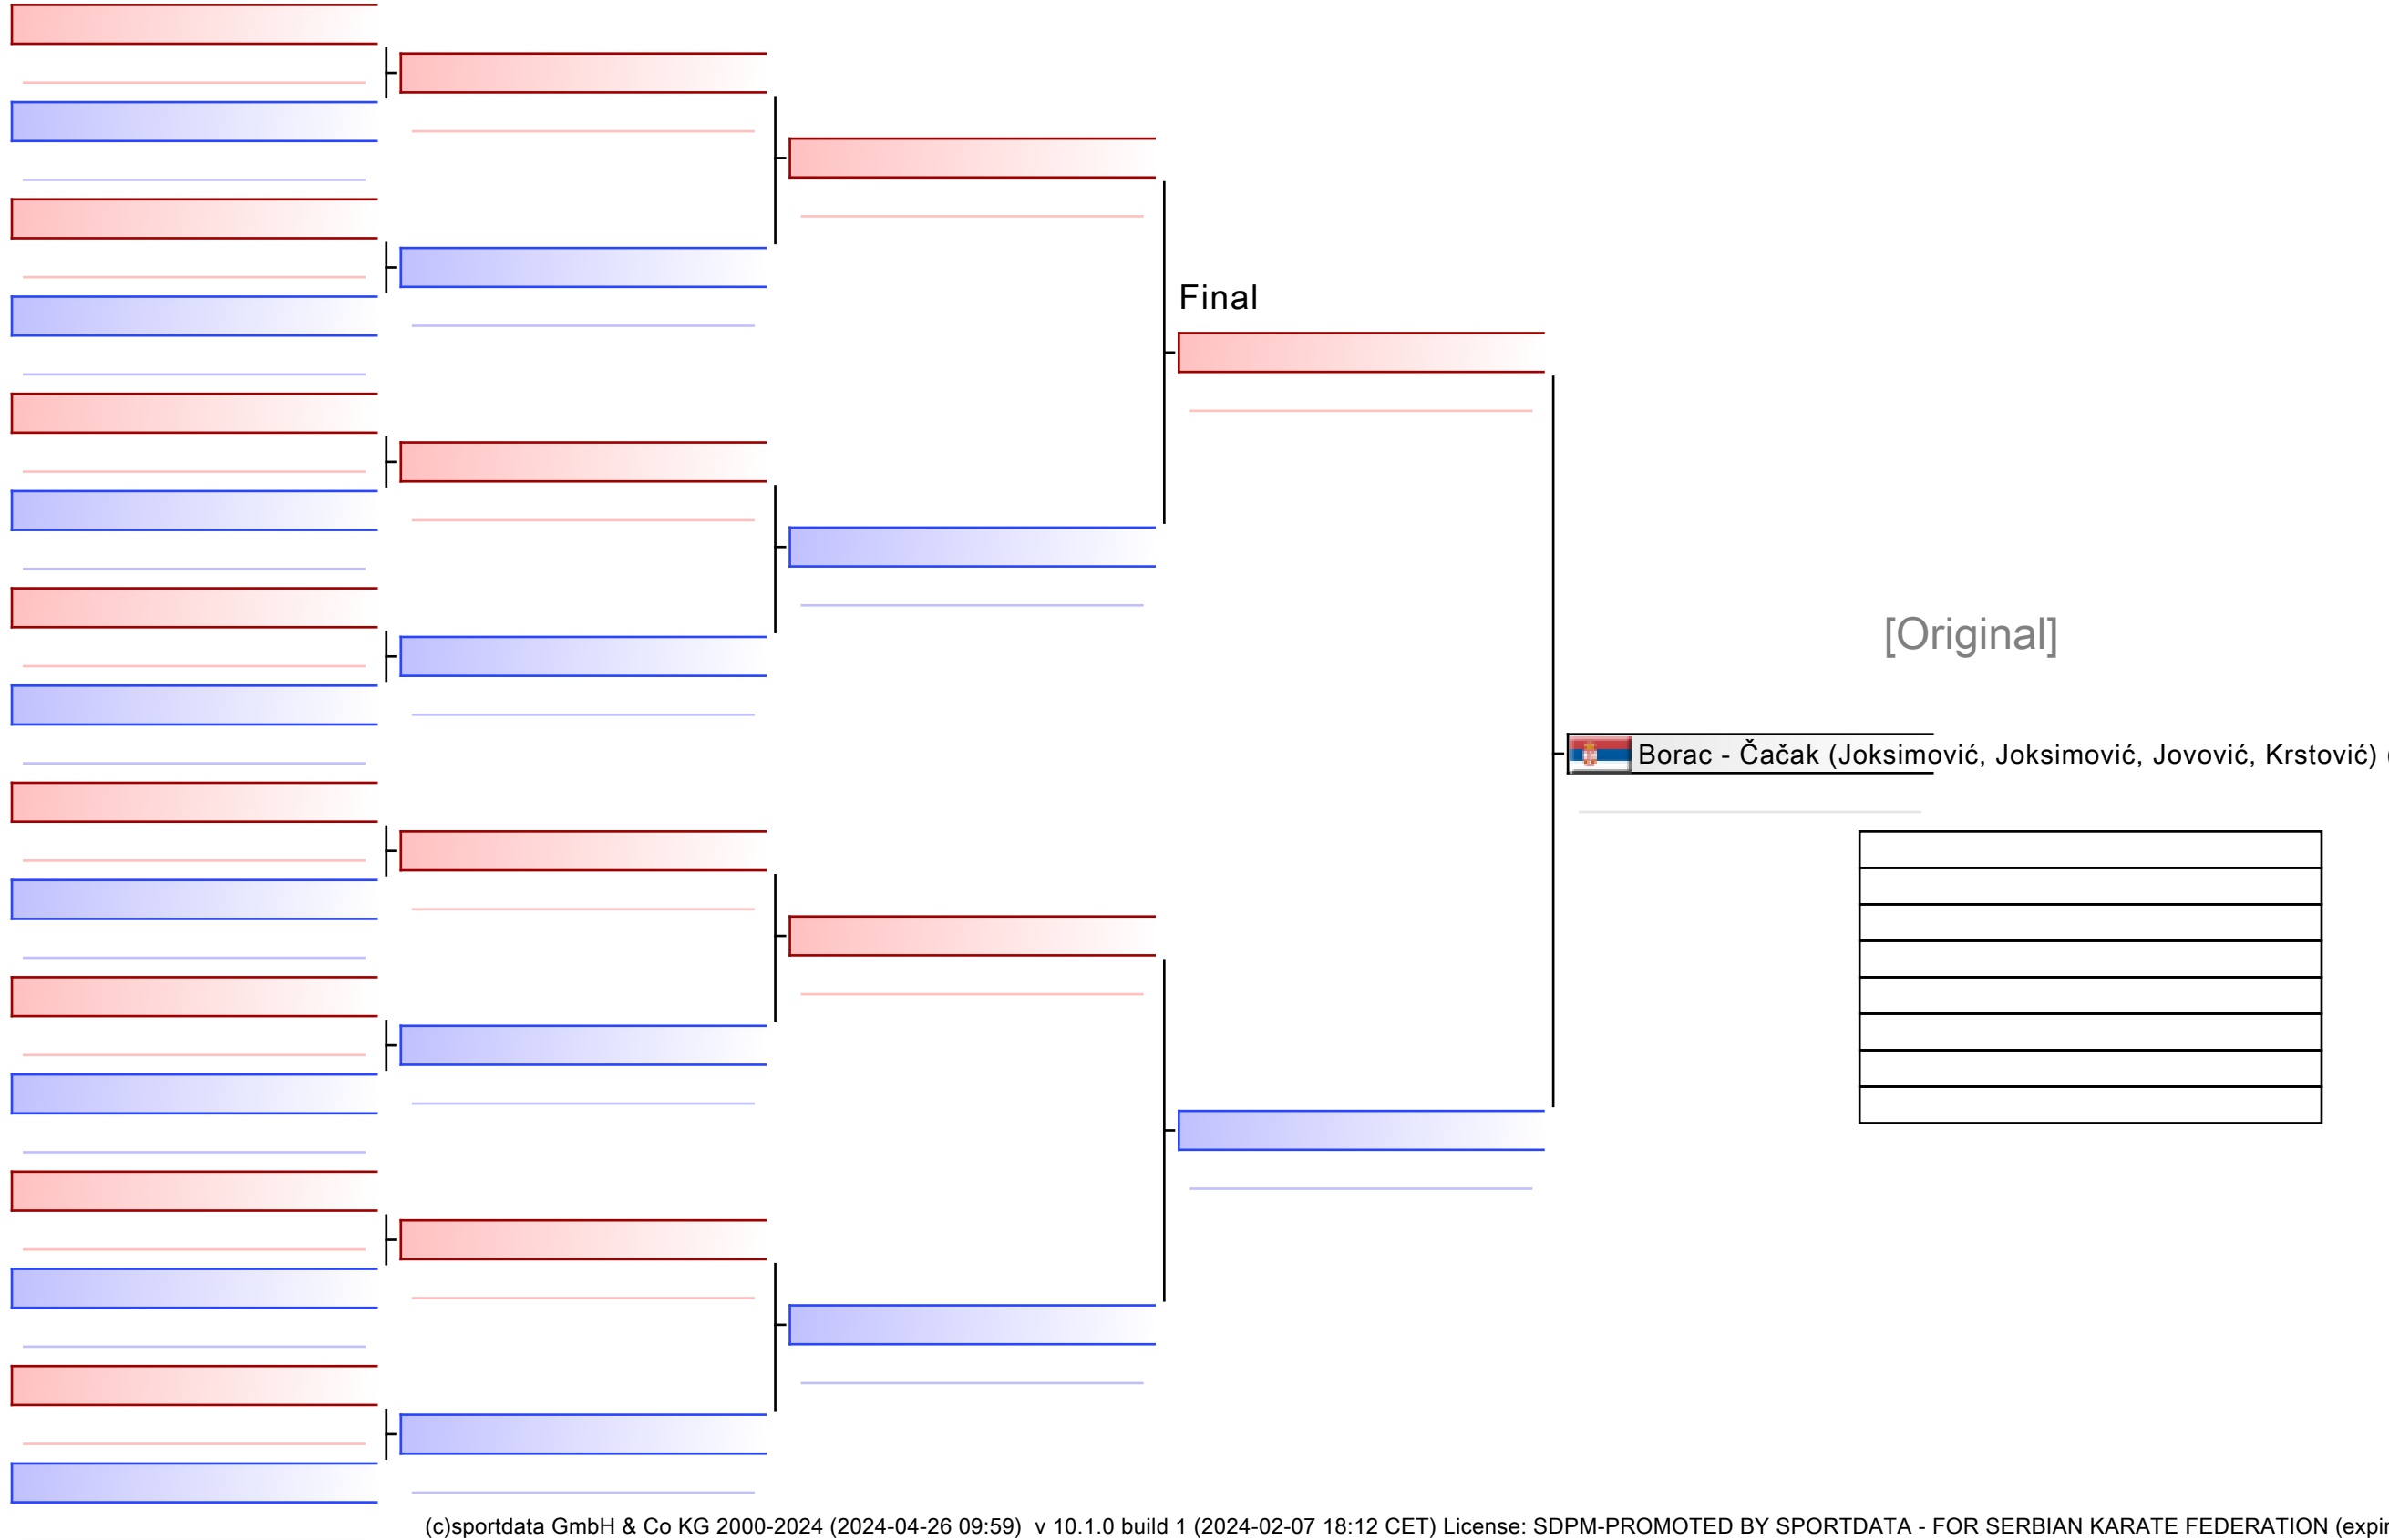 Final
[Original]
Borac - Čačak (Joksimović, Joksimović, Jovović, Krstović)
(c)sportdata GmbH & Co KG 2000-2024 (2024-04-26 09:59) v 10.1.0 build 1 (2024-02-07 18:12 CET) License: SDPM-PROMOTED BY SPORTDATA - FOR SERBIAN KARATE FEDERATION